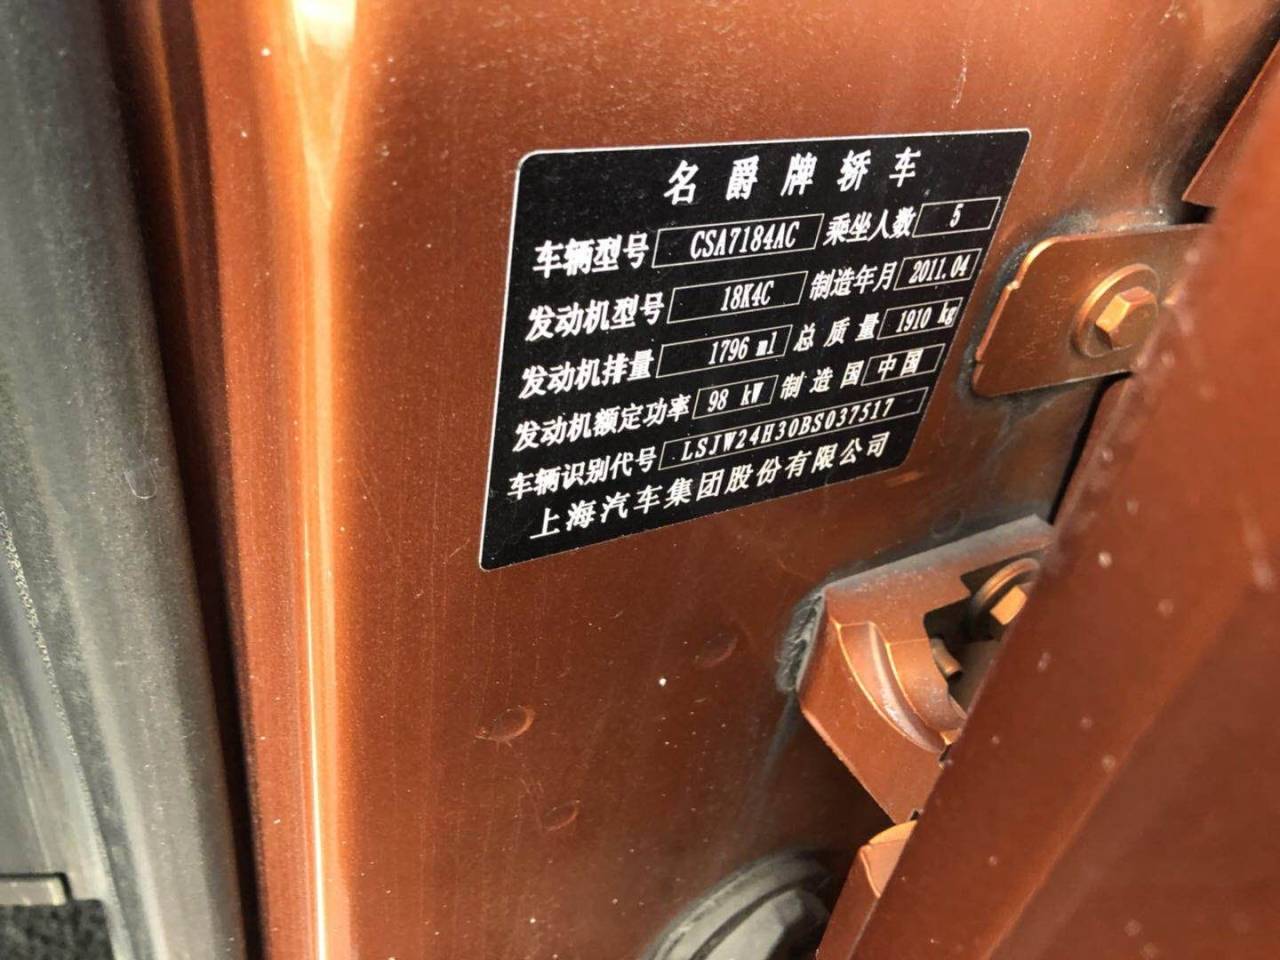 名爵牌轿车
车辆型号 CSA7184AC 乘坐人数 5
发动机型号 18K4C 制造年月 2011.04
发动机排量 1796 ml 总质量 1910 kg
发动机额定功率 98 kW 制造国 中国
车辆识别代号 LSJW24H30BS037517
上海汽车集团股份有限公司